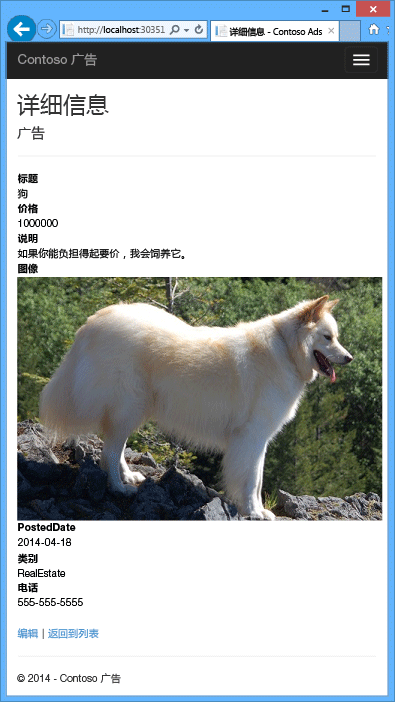 http://localhost:30351
详细信息 - Contoso Ads
Contoso 广告
详细信息
广告
标题
狗
价格
1000000
说明
如果你能负担得起要价，我会饲养它。
图像
PostedDate
2014-04-18
类别
RealEstate
电话
555-555-5555
编辑 | 返回到列表
© 2014 - Contoso 广告